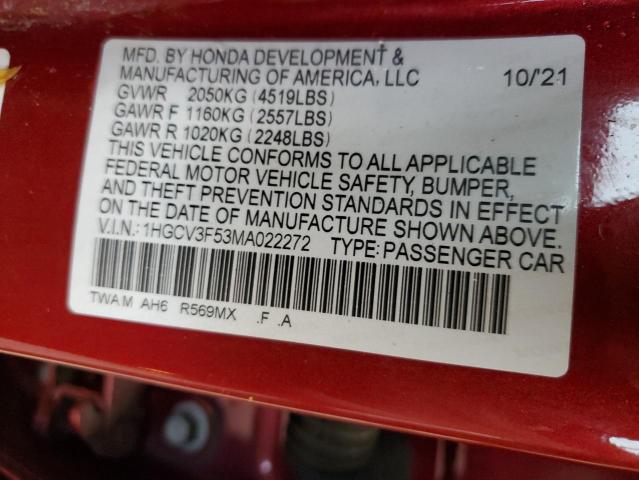 MFD. BY HONDA DEVELOPMENT &
MANUFACTURING OF AMERICA, LLC 10/'21
GVWR 2050KG (4519LBS)
GAWR F 1160KG (2557LBS)
GAWR R 1020KG (2248LBS)
THIS VEHICLE CONFORMS TO ALL APPLICABLE
FEDERAL MOTOR VEHICLE SAFETY, BUMPER,
AND THEFT PREVENTION STANDARDS IN EFFECT
ON THE DATE OF MANUFACTURE SHOWN ABOVE.
V.I.N.: 1HGCV3F53MA022272 TYPE: PASSENGER CAR
TWA M AH6 R569MX .F .A